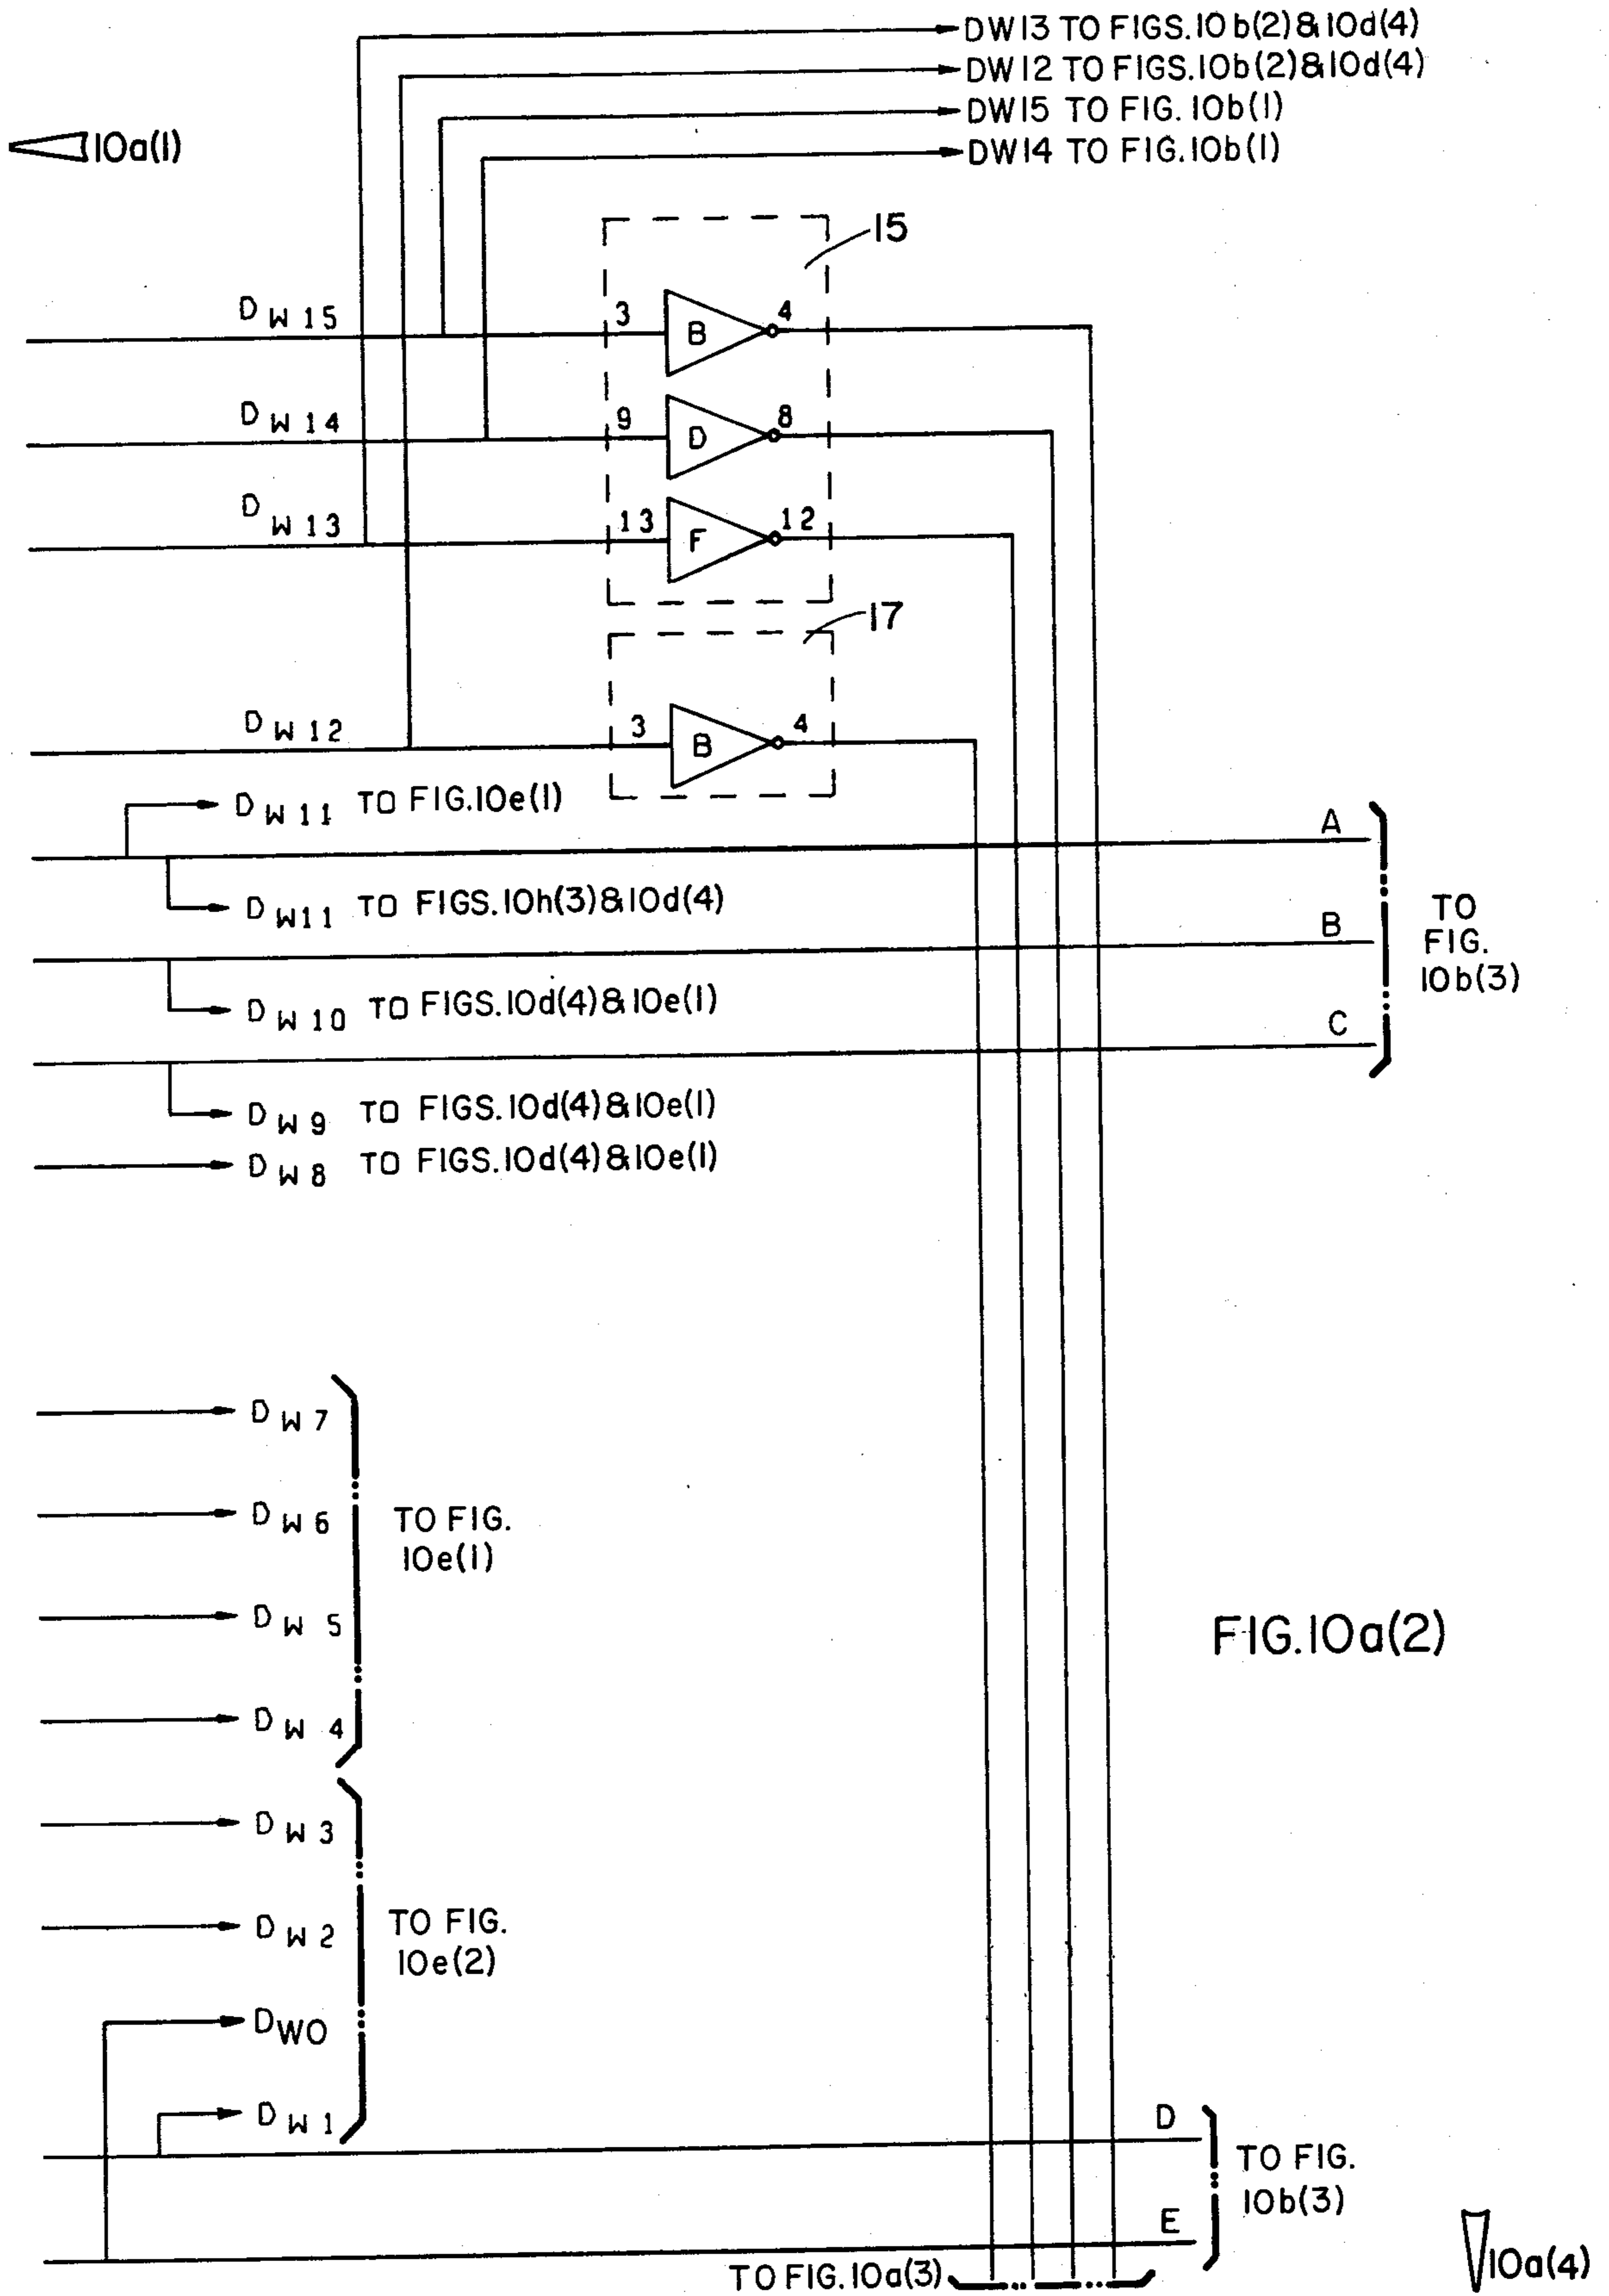 DW13 TO FIGS.10b(2)&10d(4)
DW12 TO FIGS.10b(2)&10d(4)
DW15 TO FIG.10b(1)
DW14 TO FIG.10b(1)
10a(1)
15
DW15
3
B
4
DW14
9
D
8
DW13
13
F
12
17
DW12
3
B
4
DW11 TO FIG.10e(1)
A
DW11 TO FIGS.10h(3)&10d(4)
B
TO
FIG.
10b(3)
DW10 TO FIGS.10d(4)&10e(1)
C
DW9 TO FIGS.10d(4)&10e(1)
DW8 TO FIGS.10d(4)&10e(1)
DW7
DW6
TO FIG.
10e(1)
DW5
DW4
FIG.10a(2)
DW3
DW2
TO FIG.
10e(2)
DW0
DW1
D
TO FIG.
10b(3)
E
TO FIG.10a(3)
10a(4)